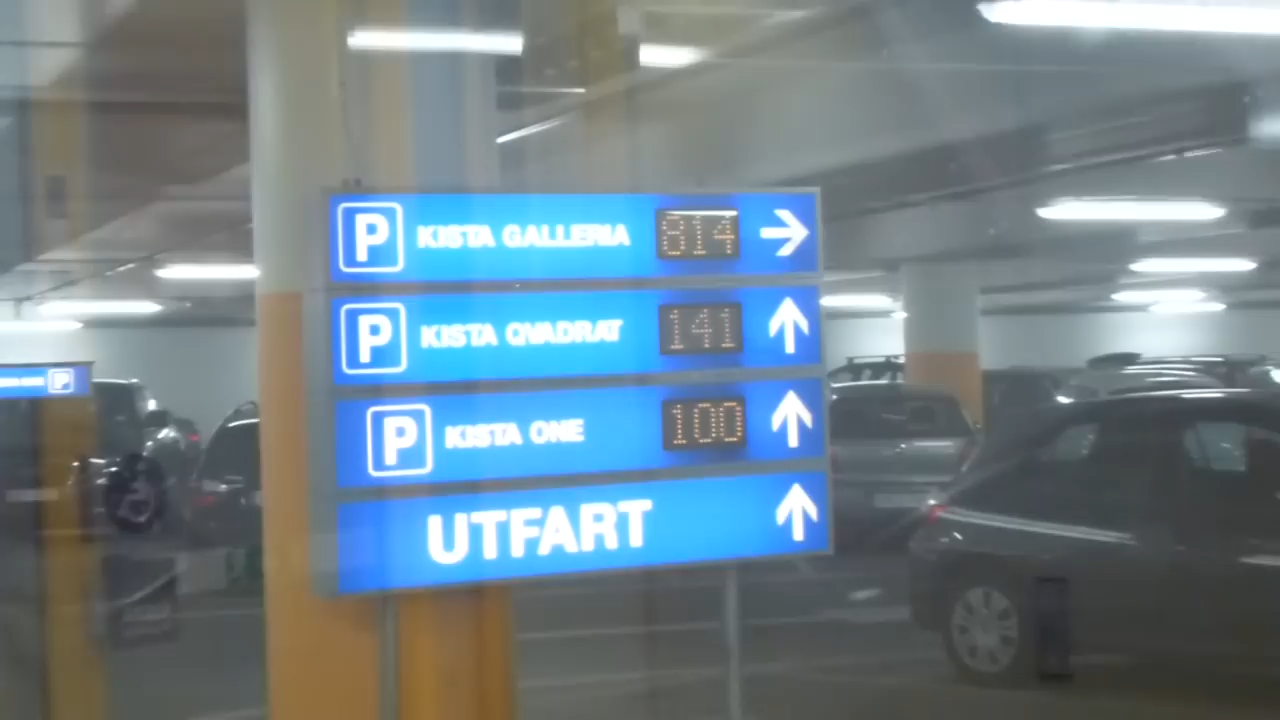 P KISTA GALLERIA 814 →
P KISTA QVADRAT 141 ↑
P KISTA ONE 100 ↑
UTFART ↑
P